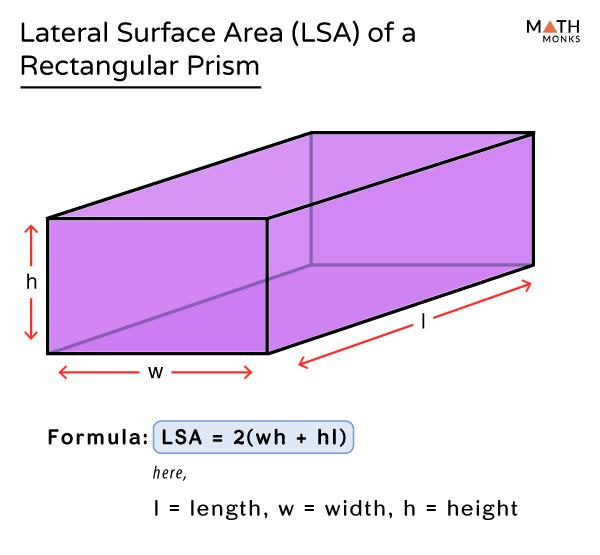 Lateral Surface Area (LSA) of a
Rectangular Prism
MATH
MONKS
h
w
l
Formula: LSA = 2(wh + hl)
here,
l = length, w = width, h = height